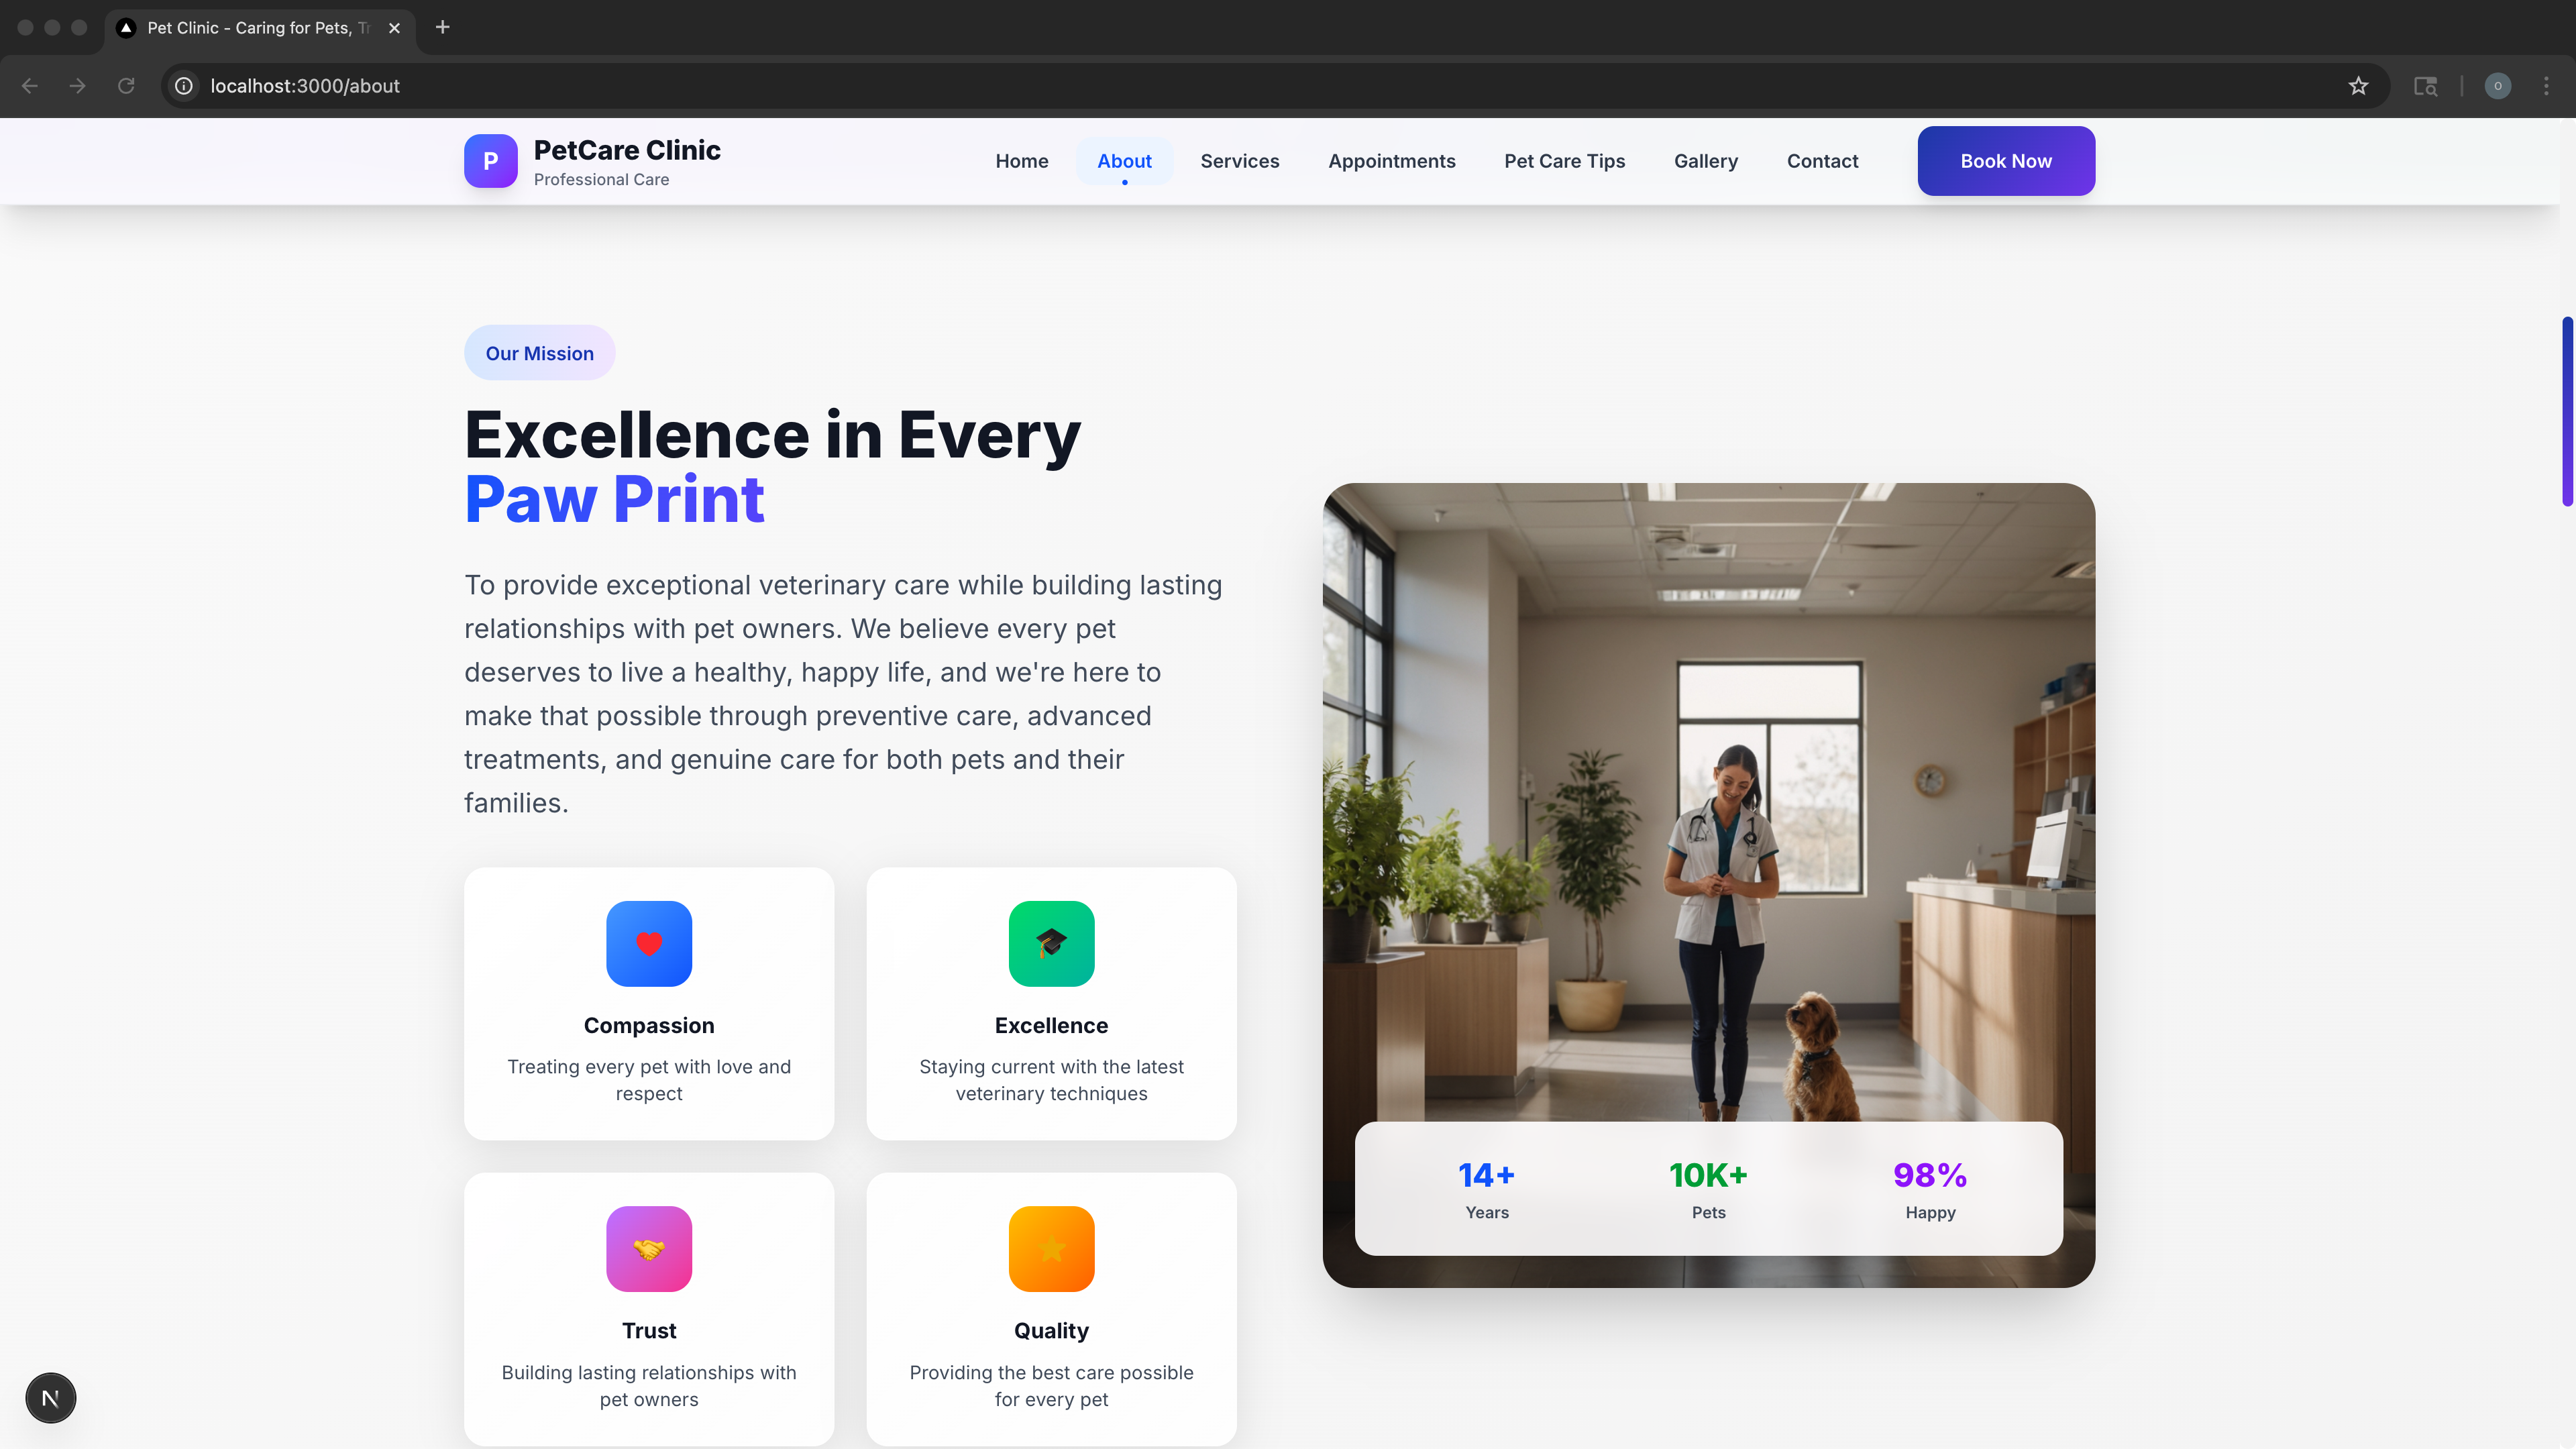 Pet Clinic - Caring for Pets, Tr
localhost:3000/about
O
P
PetCare Clinic
Professional Care
Home
About
Services
Appointments
Pet Care Tips
Gallery
Contact
Book Now
Our Mission
Excellence in Every
Paw Print
To provide exceptional veterinary care while building lasting
relationships with pet owners. We believe every pet
deserves to live a healthy, happy life, and we're here to
make that possible through preventive care, advanced
treatments, and genuine care for both pets and their
families.
Compassion
Treating every pet with love and
respect
Excellence
Staying current with the latest
veterinary techniques
Trust
Building lasting relationships with
pet owners
Quality
Providing the best care possible
for every pet
14+
Years
10K+
Pets
98%
Happy
N